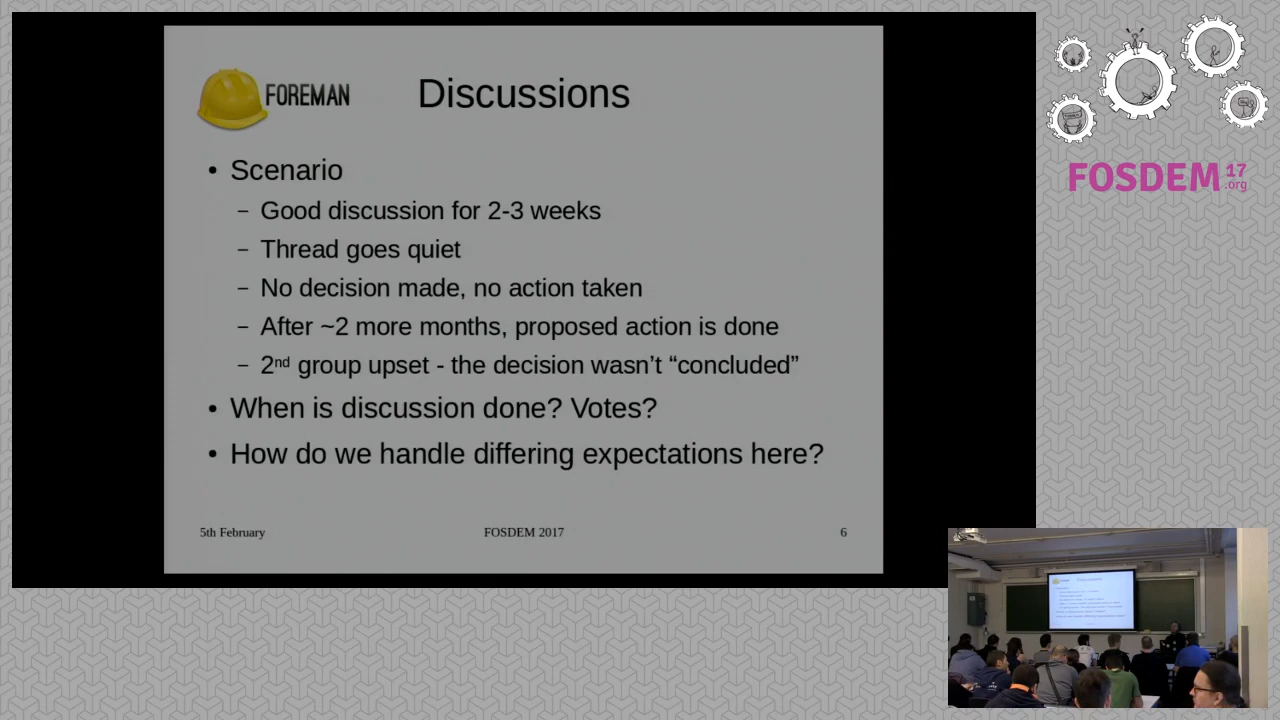 FOREMAN
Discussions
• Scenario
– Good discussion for 2-3 weeks
– Thread goes quiet
– No decision made, no action taken
– After ~2 more months, proposed action is done
– 2nd group upset - the decision wasn’t “concluded”
• When is discussion done? Votes?
• How do we handle differing expectations here?
5th February
FOSDEM 2017
6
FOSDEM 17
.org